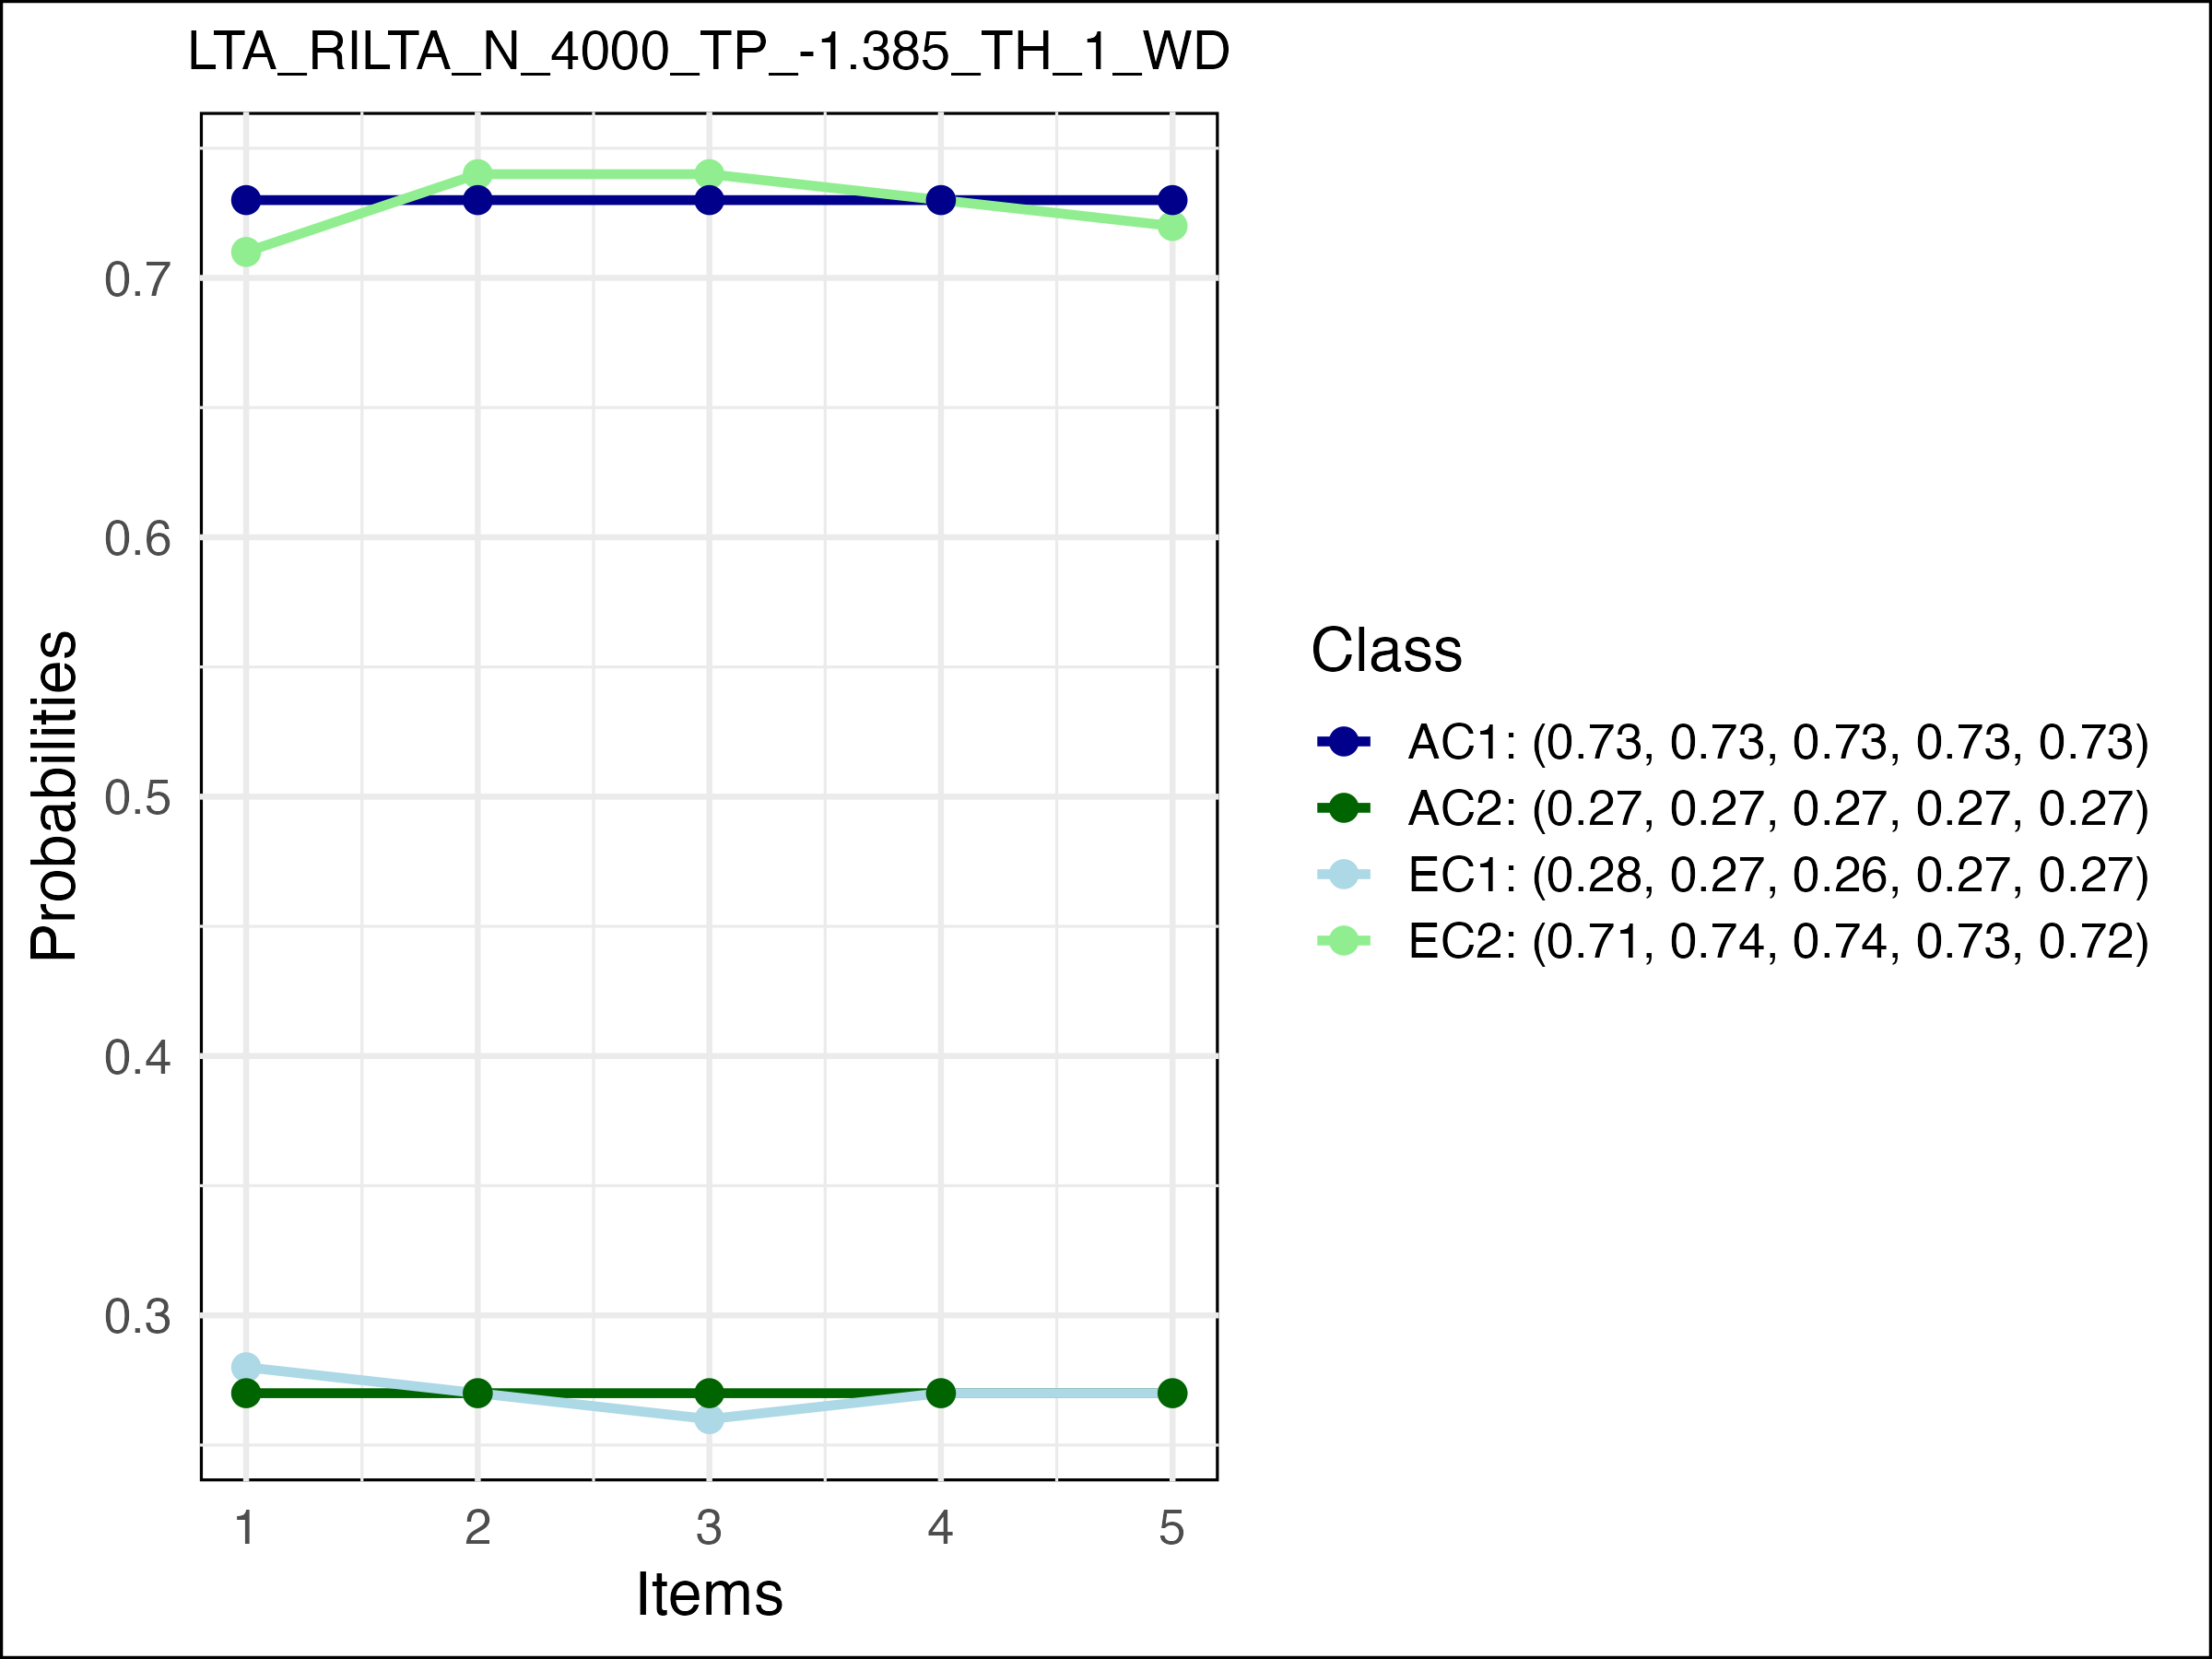 LTA_RILTA_N_4000_TP_-1.385_TH_1_WD
Probabilities
0.7
0.6
0.5
0.4
0.3
1 2 3 4 5
Items
Class
AC1: (0.73, 0.73, 0.73, 0.73, 0.73)
AC2: (0.27, 0.27, 0.27, 0.27, 0.27)
EC1: (0.28, 0.27, 0.26, 0.27, 0.27)
EC2: (0.71, 0.74, 0.74, 0.73, 0.72)